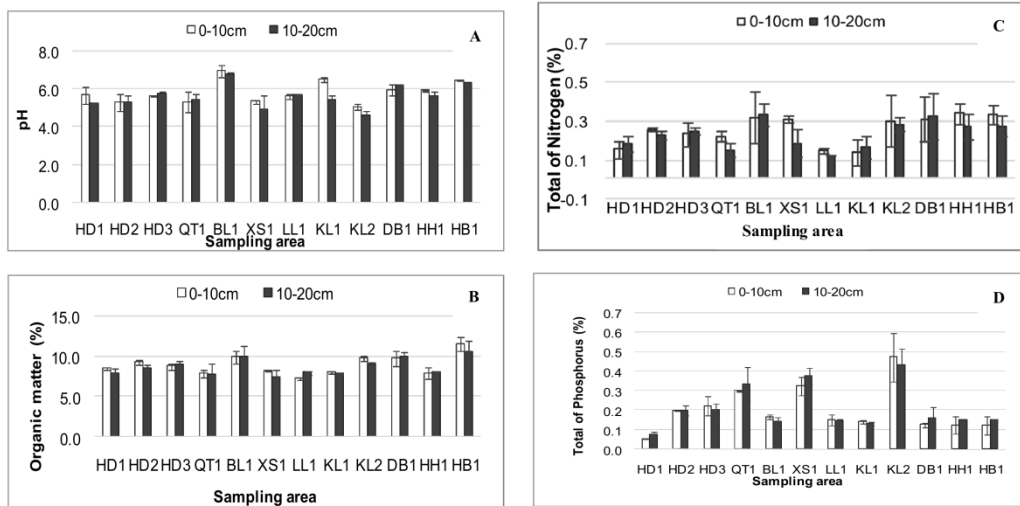 0-10cm 10-20cm
A
8.0
6.0
4.0
2.0
0.0
pH
HD1 HD2 HD3 QT1 BL1 XS1 LL1 KL1 KL2 DB1 HH1 HB1
Sampling area
0-10cm 10-20cm
C
0.7
0.5
0.3
0.1
-0.1
Total of Nitrogen (%)
HD1 HD2 HD3 QT1 BL1 XS1 LL1 KL1 KL2 DB1 HH1 HB1
Sampling area
0-10cm 10-20cm
B
15.0
10.0
5.0
0.0
Organic matter (%)
HD1 HD2 HD3 QT1 BL1 XS1 LL1 KL1 KL2 DB1 HH1 HB1
Sampling area
0-10cm 10-20cm
D
0.7
0.6
0.5
0.4
0.3
0.2
0.1
0.0
Total of Phosphorus (%)
HD1 HD2 HD3 QT1 BL1 XS1 LL1 KL1 KL2 DB1 HH1 HB1
Sampling area